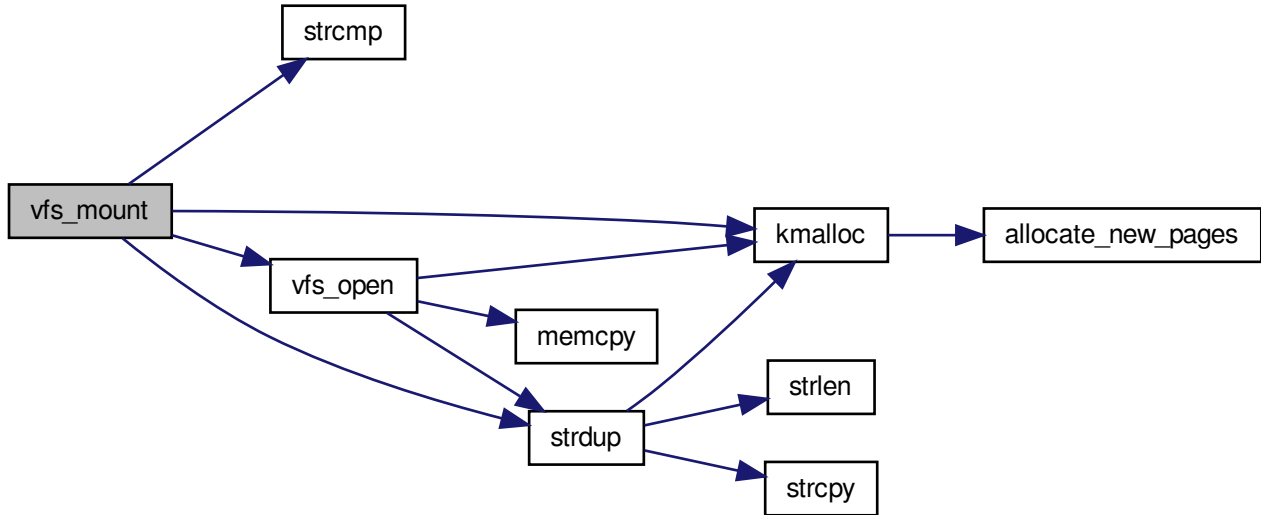 strcmp
vfs_mount
kmalloc
allocate_new_pages
vfs_open
memcpy
strlen
strdup
strcpy